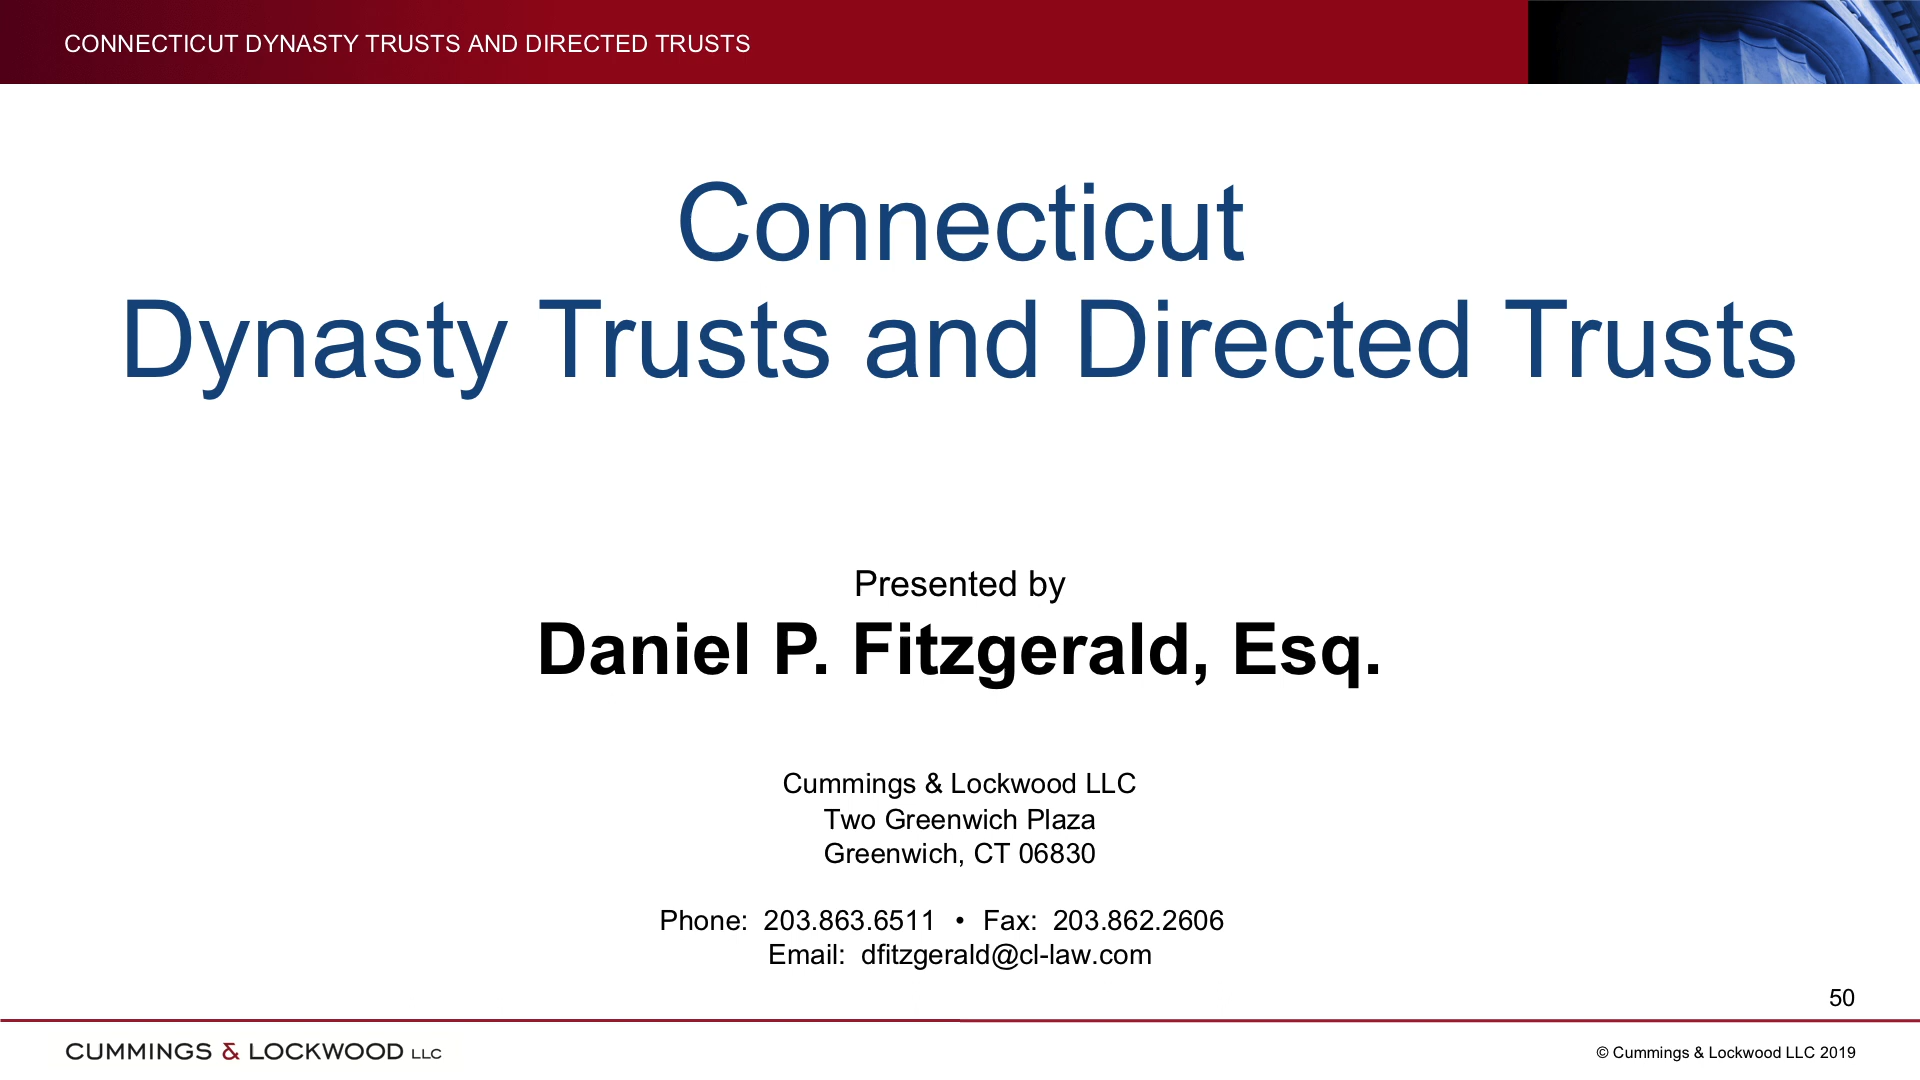 CONNECTICUT DYNASTY TRUSTS AND DIRECTED TRUSTS
Connecticut
Dynasty Trusts and Directed Trusts
Presented by
Daniel P. Fitzgerald, Esq.
Cummings & Lockwood LLC
Two Greenwich Plaza
Greenwich, CT 06830
Phone: 203.863.6511 • Fax: 203.862.2606
Email: dfitzgerald@cl-law.com
50
CUMMINGS & LOCKWOOD LLC
© Cummings & Lockwood LLC 2019